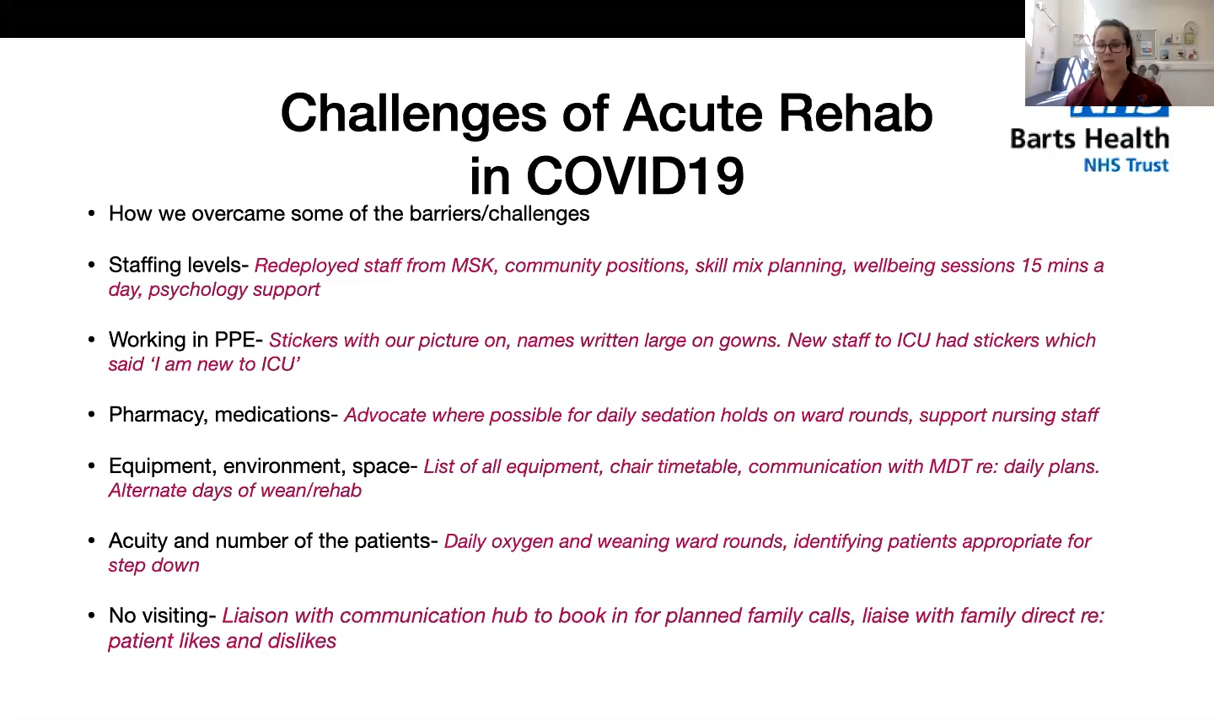 Challenges of Acute Rehab
in COVID19
NHS
Barts Health
NHS Trust
• How we overcame some of the barriers/challenges
• Staffing levels- Redeployed staff from MSK, community positions, skill mix planning, wellbeing sessions 15 mins a
day, psychology support
• Working in PPE- Stickers with our picture on, names written large on gowns. New staff to ICU had stickers which
said ‘I am new to ICU’
• Pharmacy, medications- Advocate where possible for daily sedation holds on ward rounds, support nursing staff
• Equipment, environment, space- List of all equipment, chair timetable, communication with MDT re: daily plans.
Alternate days of wean/rehab
• Acuity and number of the patients- Daily oxygen and weaning ward rounds, identifying patients appropriate for
step down
• No visiting- Liaison with communication hub to book in for planned family calls, liaise with family direct re:
patient likes and dislikes